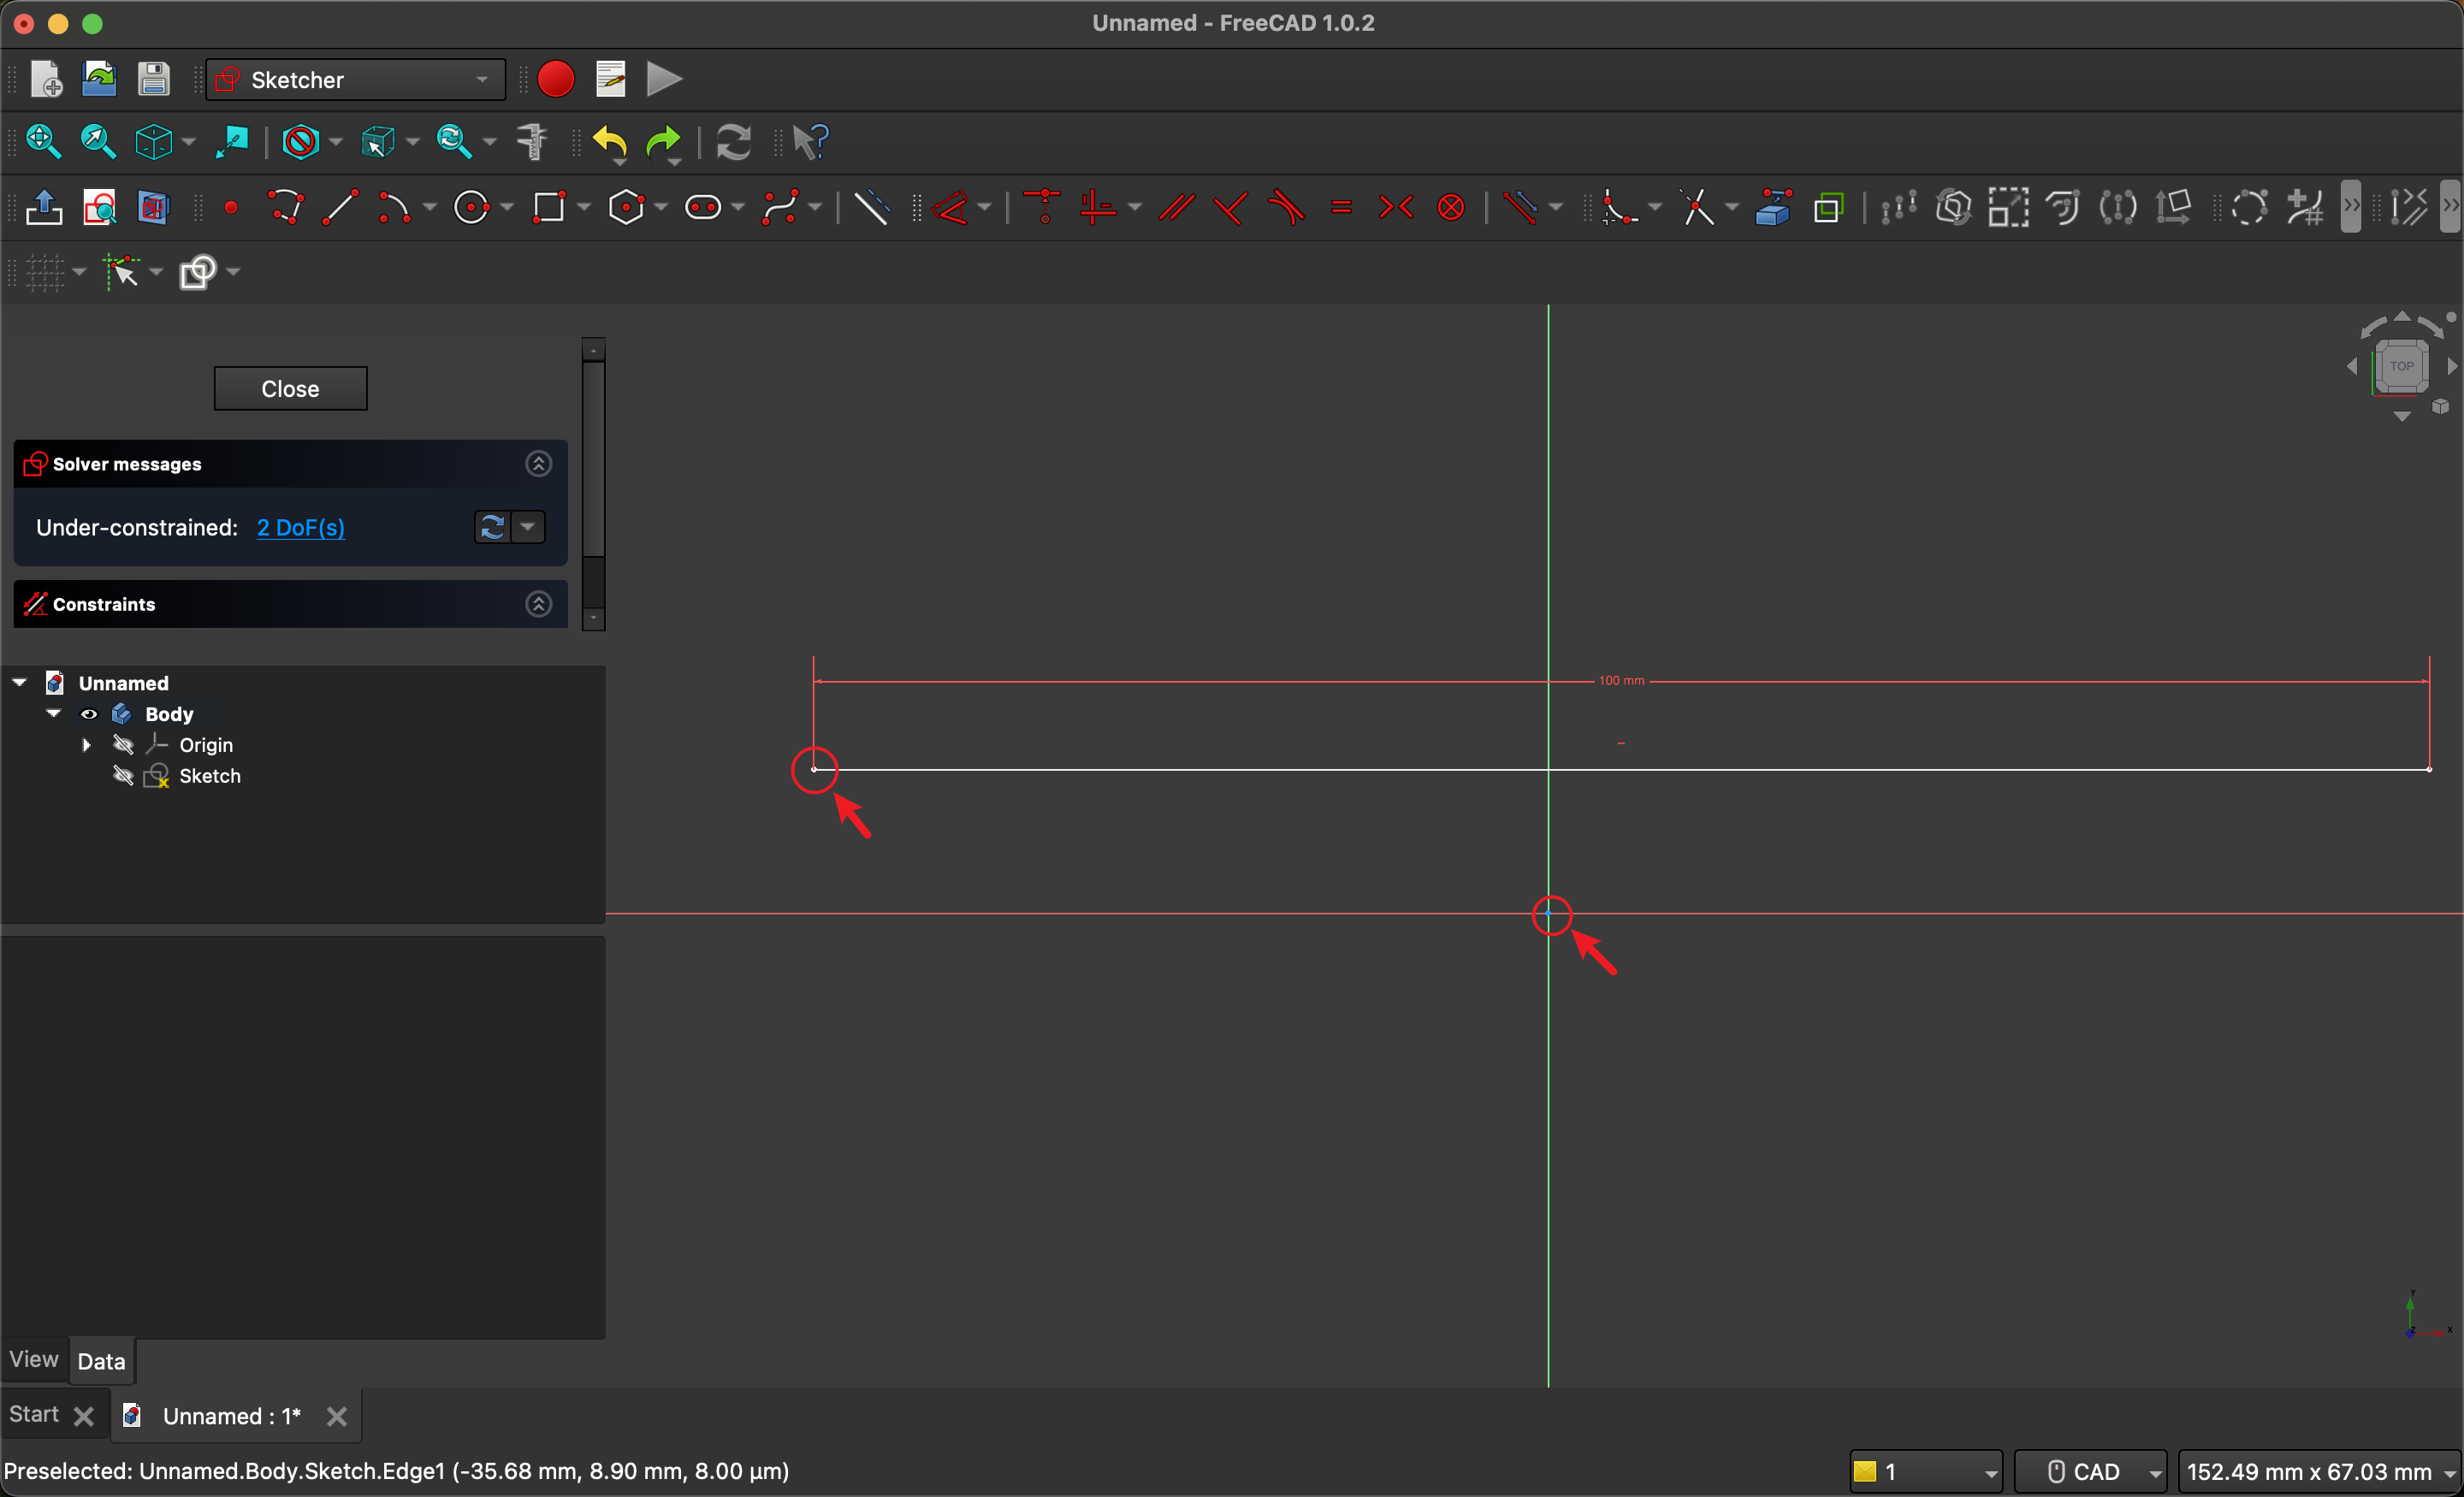 Unnamed - FreeCAD 1.0.2
Sketcher
Close
TOP
Solver messages
Under-constrained: 2 DoF(s)
Constraints
100 mm
Unnamed
Body
Origin
Sketch
Y
Z X
View Data
Start Unnamed : 1*
Preselected: Unnamed.Body.Sketch.Edge1 (-35.68 mm, 8.90 mm, 8.00 μm) 1 CAD 152.49 mm x 67.03 mm